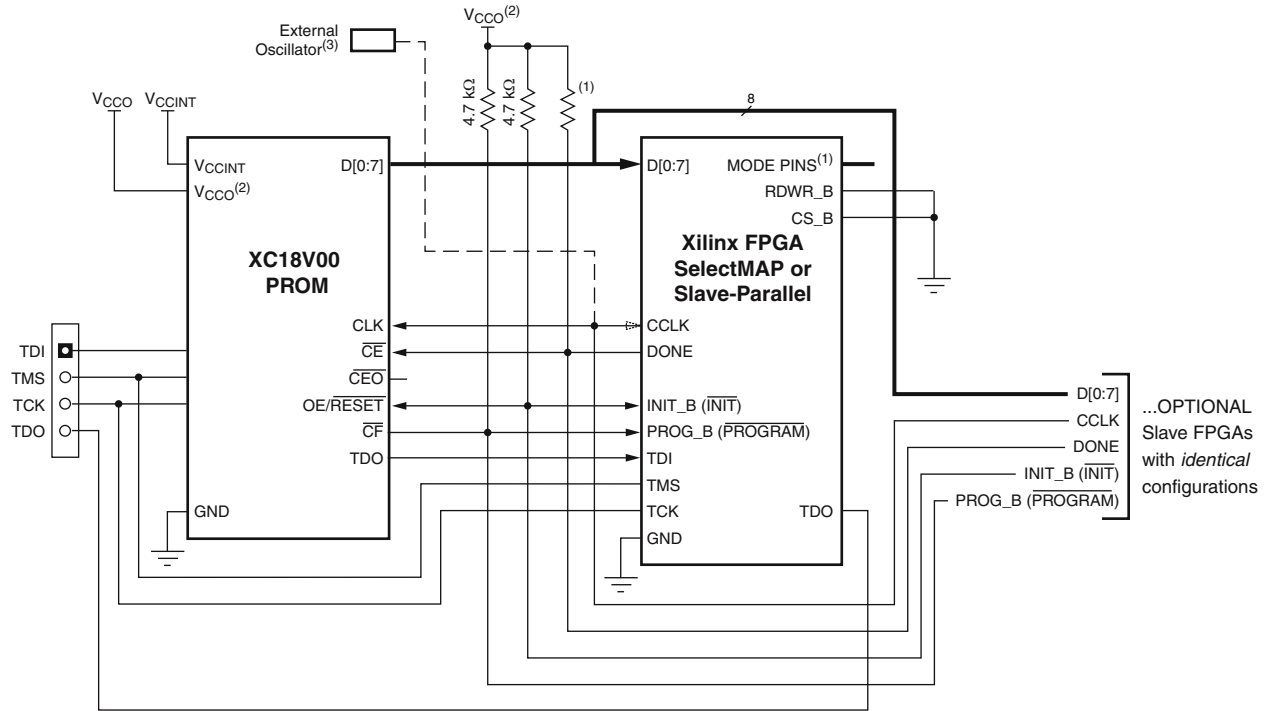 External
Oscillator(3)
VCCO(2)
4.7 kΩ
4.7 kΩ
(1)
8
VCCO
VCCINT
VCCINT
VCCO(2)
D[0:7]
XC18V00
PROM
CLK
CE
CEO
OE/RESET
CF
TDO
GND
TDI
TMS
TCK
TDO
D[0:7]
MODE PINS(1)
RDWR_B
CS_B
Xilinx FPGA
SelectMAP or
Slave-Parallel
CCLK
DONE
INIT_B (INIT)
PROG_B (PROGRAM)
TDI
TMS
TCK
TDO
GND
D[0:7]
CCLK
DONE
INIT_B (INIT)
PROG_B (PROGRAM)
...OPTIONAL
Slave FPGAs
with identical
configurations